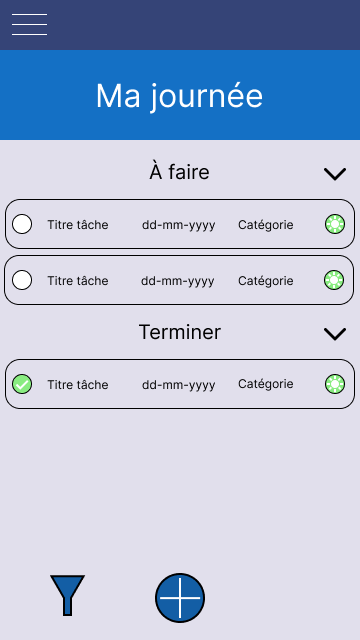 Ma journée
À faire
Titre tâche dd-mm-yyyy Catégorie
Titre tâche dd-mm-yyyy Catégorie
Terminer
Titre tâche dd-mm-yyyy Catégorie